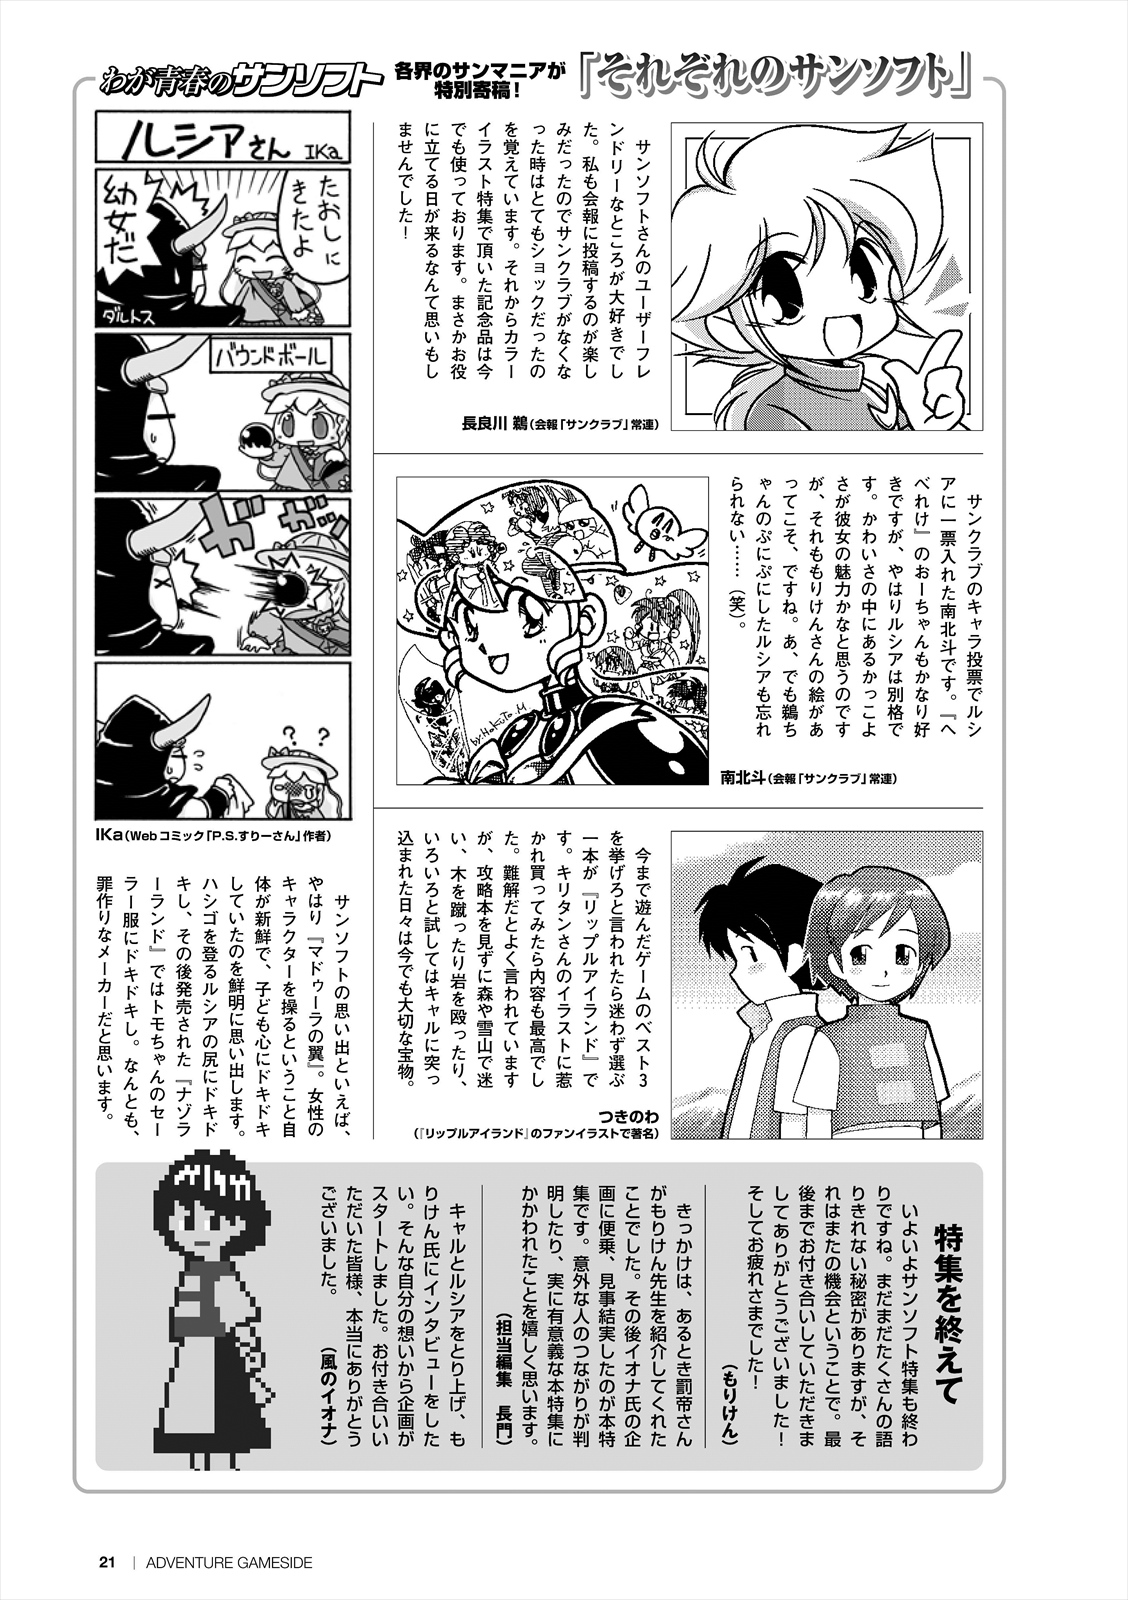 わが青春のサンソフト
各界のサンマニアが
特別寄稿！
「それぞれのサンソフト」
サンソフトさんのユーザーフレ
ンドリーなところが大好きでし
た。私も会報に投稿するのが楽し
みだったのでサンクラブがなくな
った時はとてもショックだったの
を覚えています。それからカラー
イラスト特集で頂いた記念品は今
でも使っております。まさかお役
に立てる日が来るなんて思いもし
ませんでした！
長良川 鵜（会報「サンクラブ」常連）
サンクラブのキャラ投票でルシ
アに一票入れた南北斗です。『へ
べれけ』のおーちゃんもかなり好
きですが、やはりルシアは別格で
す。かわいさの中にあるかっこよ
さが彼女の魅力かなと思うのです
が、それももりけんさんの絵があ
ってこそ、ですね。あ、でも鵜ち
ゃんのぷにぷにしたルシアも忘れ
られない……（笑）。
by.HoKuTo.M
南北斗（会報「サンクラブ」常連）
今まで遊んだゲームのベスト3
を挙げろと言われたら迷わず選ぶ
一本が『リップルアイランド』で
す。キリタンさんのイラストに惹
かれ買ってみたら内容も最高でし
た。難解だとよく言われています
が、攻略本を見ずに森や雪山で迷
い、木を蹴ったり岩を殴ったり、
いろいろと試してはキャルに突っ
込まれた日々は今でも大切な宝物。
つきのわ
（『リップルアイランド』のファンイラストで著名）
ルシアさん IKa
たおしに
きたよ
幼女だ
ダルトス
バウンドボール
ガッ
ガッ
？ ？
IKa（Webコミック「P.S.すりーさん」作者）
サンソフトの思い出といえば、
やはり『マドゥーラの翼』。女性の
キャラクターを操るということ自
体が新鮮で、子ども心にドキドキ
していたのを鮮明に思い出します。
ハシゴを登るルシアの尻にドキド
キし、その後発売された『ナゾラ
ーランド』ではトモちゃんのセー
ラー服にドキドキし。なんとも、
罪作りなメーカーだと思います。
特集を終えて
いよいよサンソフト特集も終わ
りですね。まだまだたくさんの語
りきれない秘密がありますが、そ
れはまたの機会ということで。最
後までお付き合いしていただきま
してありがとうございました！
そしてお疲れさまでした！
（もりけん）
きっかけは、あるとき罰帝さん
がもりけん先生を紹介してくれた
ことでした。その後イオナ氏の企
画に便乗、見事結実したのが本特
集です。意外な人のつながりが判
明したり、実に有意義な本特集に
かかわれたことを嬉しく思います。
（担当編集 長門）
キャルとルシアをとり上げ、も
りけん氏にインタビューをした
い。そんな自分の想いから企画が
スタートしました。お付き合いい
ただいた皆様、本当にありがとう
ございました。
（風のイオナ）
21 | ADVENTURE GAMESIDE